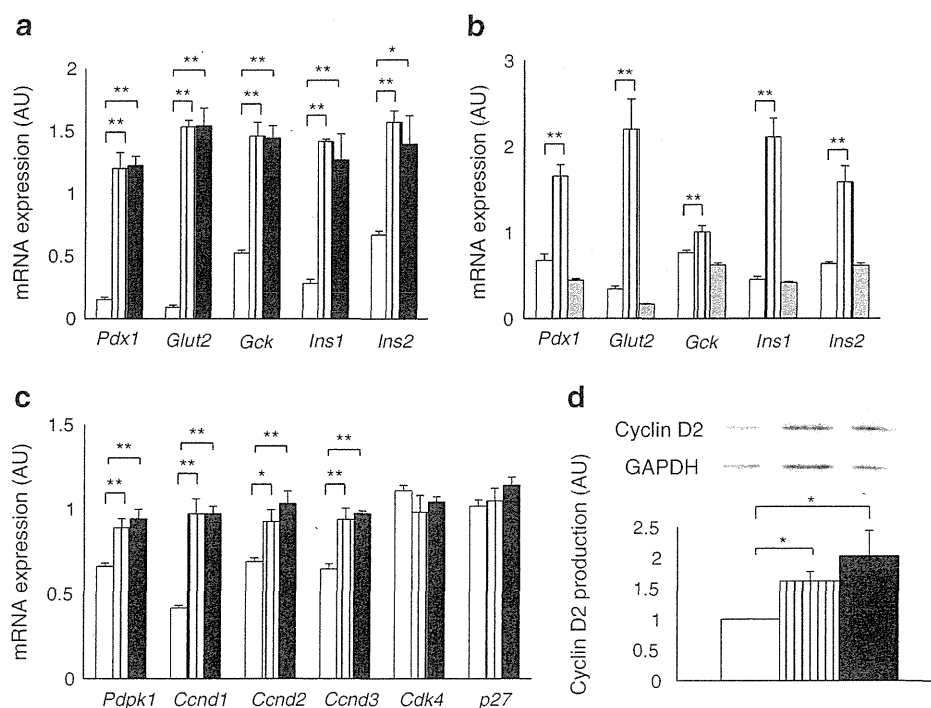 a
mRNA expression (AU)
2
1.5
1
0.5
0
** ** ** ** *
** ** ** ** **
Pdx1 Glut2 Gck Ins1 Ins2
b
mRNA expression (AU)
3
2
1
0
** ** ** ** **
Pdx1 Glut2 Gck Ins1 Ins2
c
mRNA expression (AU)
1.5
1
0.5
0
** ** ** **
** ** * **
Pdpk1 Ccnd1 Ccnd2 Ccnd3 Cdk4 p27
d
Cyclin D2
GAPDH
Cyclin D2 production (AU)
2.5
2
1.5
1
0.5
0
*
*